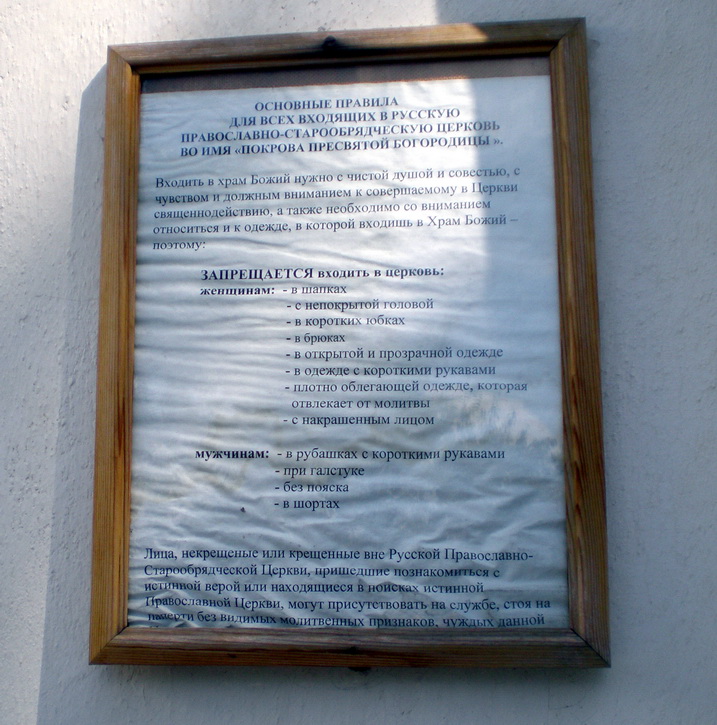 ОСНОВНЫЕ ПРАВИЛА
ДЛЯ ВСЕХ ВХОДЯЩИХ В РУССКУЮ
ПРАВОСЛАВНО-СТАРООБРЯДЧЕСКУЮ ЦЕРКОВЬ
ВО ИМЯ «ПОКРОВА ПРЕСВЯТОЙ БОГОРОДИЦЫ ».
Входить в храм Божий нужно с чистой душой и совестью, с
чувством и должным вниманием к совершаемому в Церкви
священнодействию, а также необходимо со вниманием
относиться и к одежде, в которой входишь в Храм Божий –
поэтому:
ЗАПРЕЩАЕТСЯ входить в церковь:
женщинам: - в шапках
- с непокрытой головой
- в коротких юбках
- в брюках
- в открытой и прозрачной одежде
- в одежде с короткими рукавами
- плотно облегающей одежде, которая
отвлекает от молитвы
- с накрашенным лицом
мужчинам: - в рубашках с короткими рукавами
- при галстуке
- без пояска
- в шортах
Лица, некрещеные или крещенные вне Русской Православно-
Старообрядческой Церкви, пришедшие познакомиться с
истинной верой или находящиеся в поисках истинной
Православной Церкви, могут присутствовать на службе, стоя на
паперти без видимых молитвенных признаков, чуждых данной